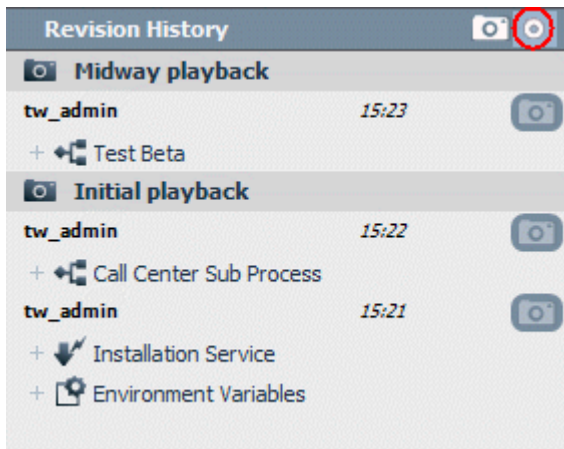 Revision History
Midway playback
tw_admin 15:23
Test Beta
Initial playback
tw_admin 15:22
Call Center Sub Process
tw_admin 15:21
Installation Service
Environment Variables